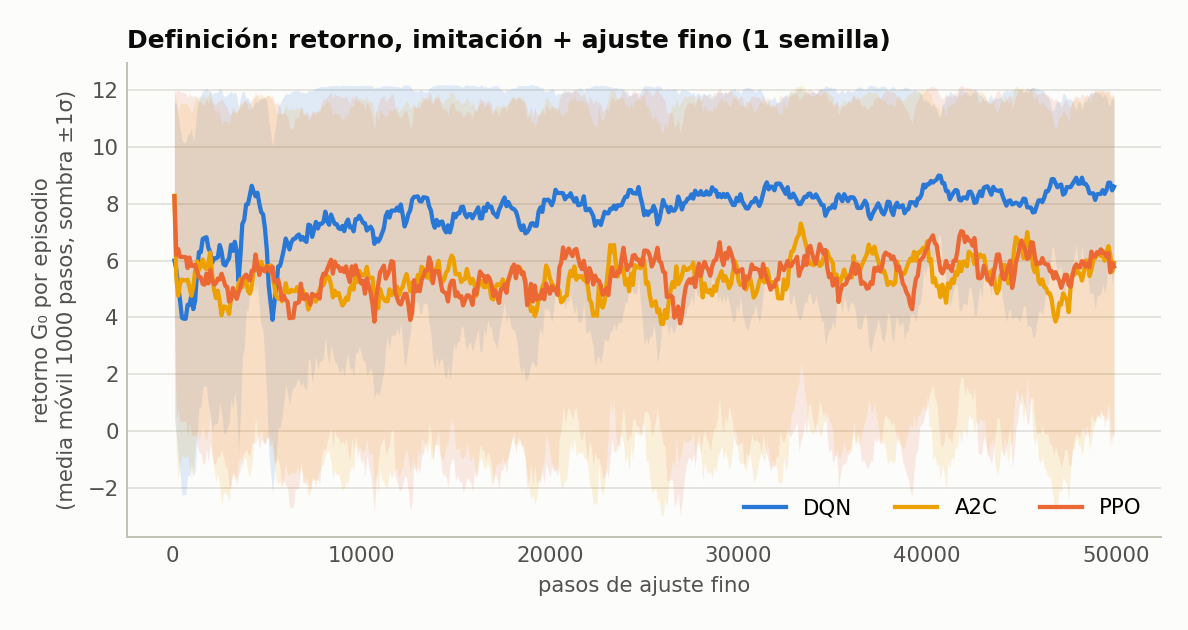 Definición: retorno, imitación + ajuste fino (1 semilla)
retorno G₀ por episodio
(media móvil 1000 pasos, sombra ±1σ)
12
10
8
6
4
2
0
−2
DQN
A2C
PPO
0
10000
20000
30000
40000
50000
pasos de ajuste fino